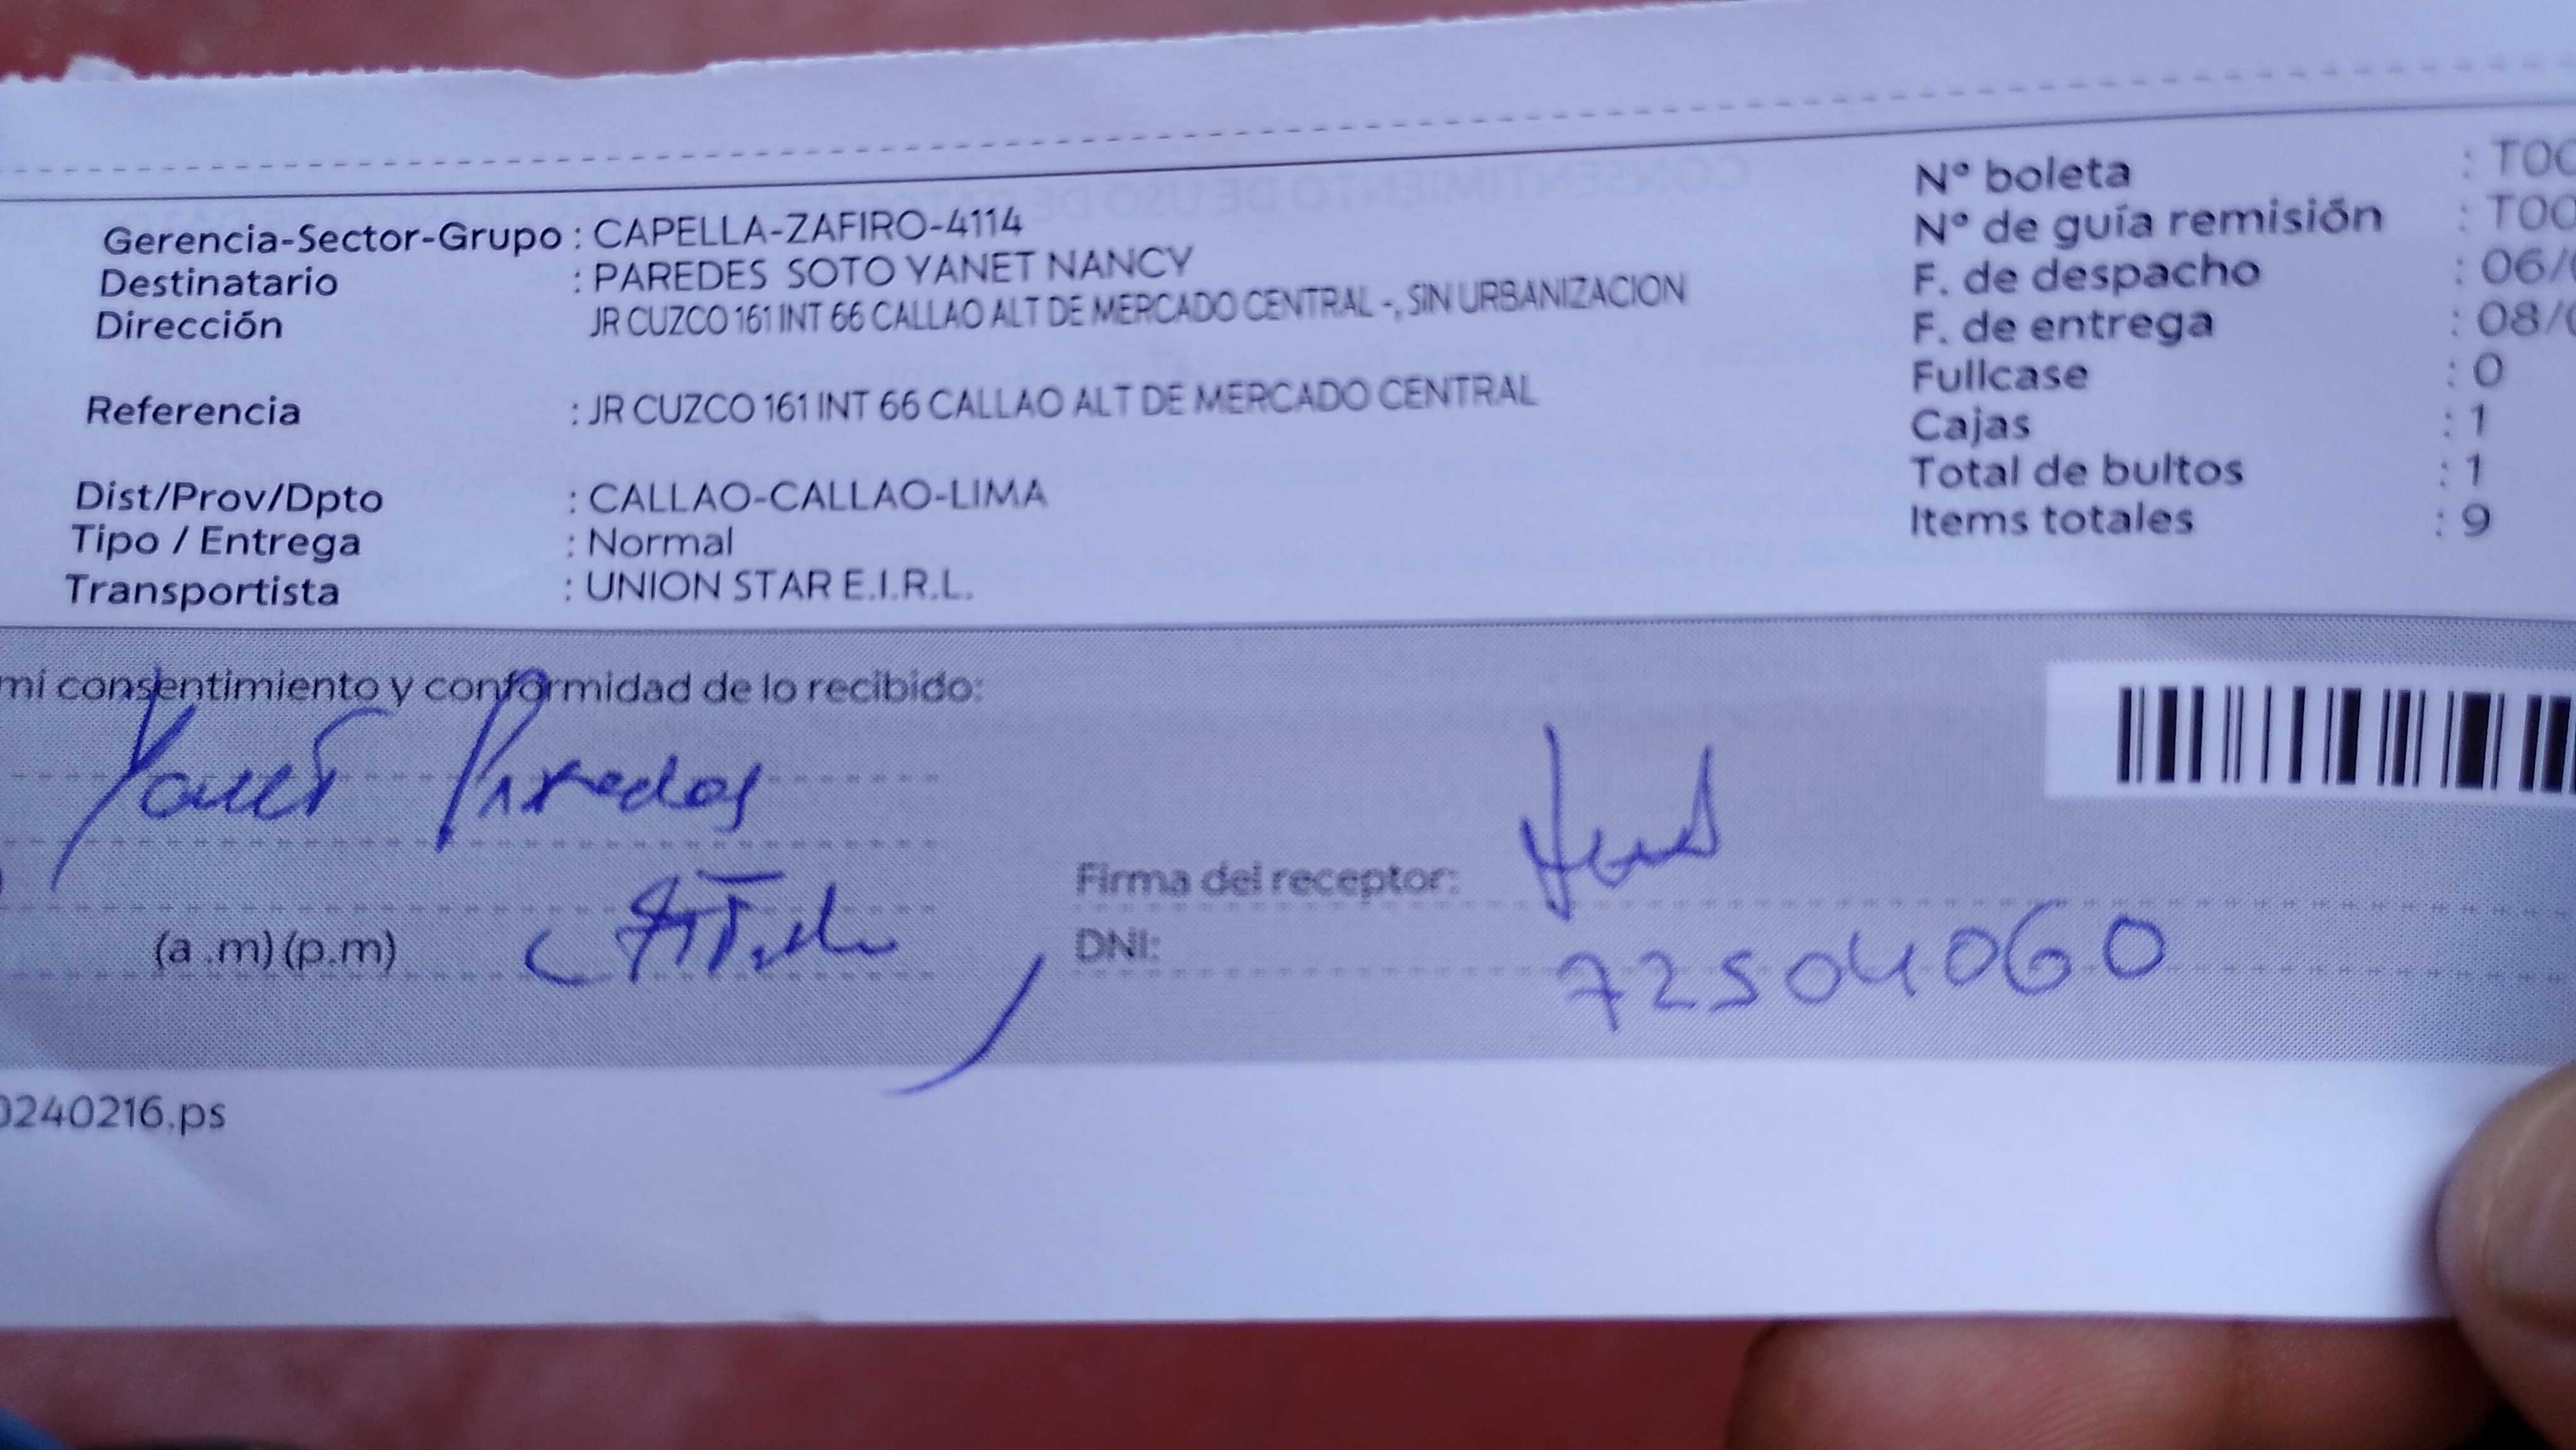 Gerencia-Sector-Grupo : CAPELLA-ZAFIRO-4114
Destinatario : PAREDES SOTO YANET NANCY
Dirección JR CUZCO 161 INT 66 CALLAO ALT DE MERCADO CENTRAL -, SIN URBANIZACION
Referencia : JR CUZCO 161 INT 66 CALLAO ALT DE MERCADO CENTRAL
Dist/Prov/Dpto : CALLAO-CALLAO-LIMA
Tipo / Entrega : Normal
Transportista : UNION STAR E.I.R.L.
N° boleta : T00
N° de guía remisión : T00
F. de despacho : 06/
F. de entrega : 08/
Fullcase : 0
Cajas : 1
Total de bultos : 1
Items totales : 9
mi consentimiento y conformidad de lo recibido:
Yanet Paredes
(a .m) (p.m)
Firma del receptor:
DNI: 72504060
0240216.ps